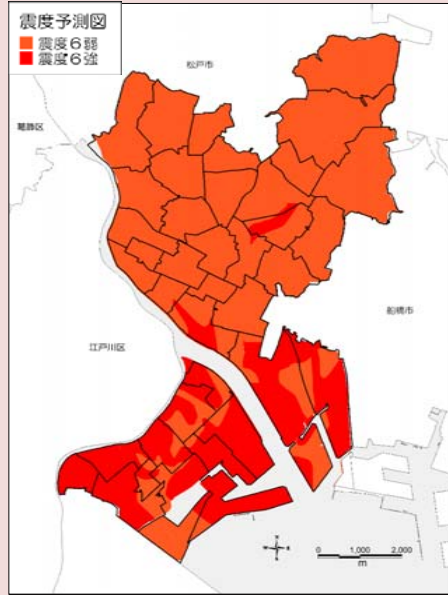 震度予測図
震度6弱
震度6強
松戸市
葛飾区
船橋市
江戸川区
N
W E
S
0 1,000 2,000
m